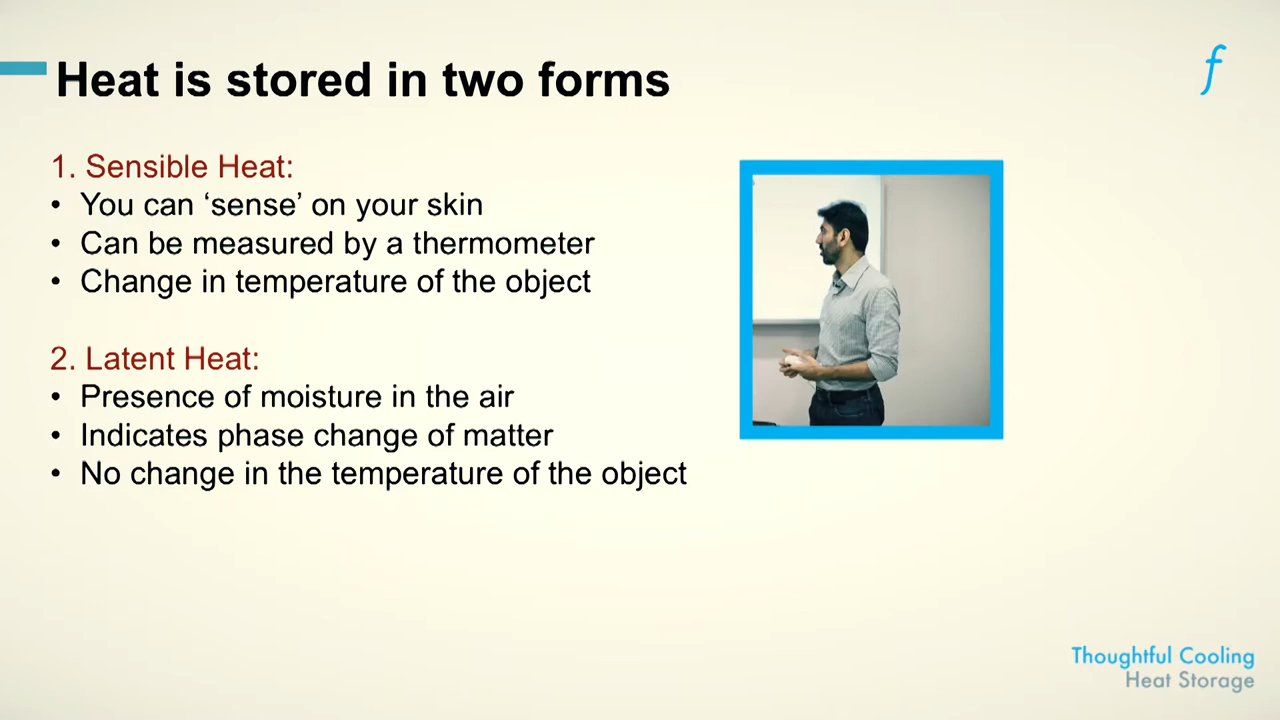 Heat is stored in two forms
f
1. Sensible Heat:
• You can ‘sense’ on your skin
• Can be measured by a thermometer
• Change in temperature of the object
2. Latent Heat:
• Presence of moisture in the air
• Indicates phase change of matter
• No change in the temperature of the object
Thoughtful Cooling
Heat Storage